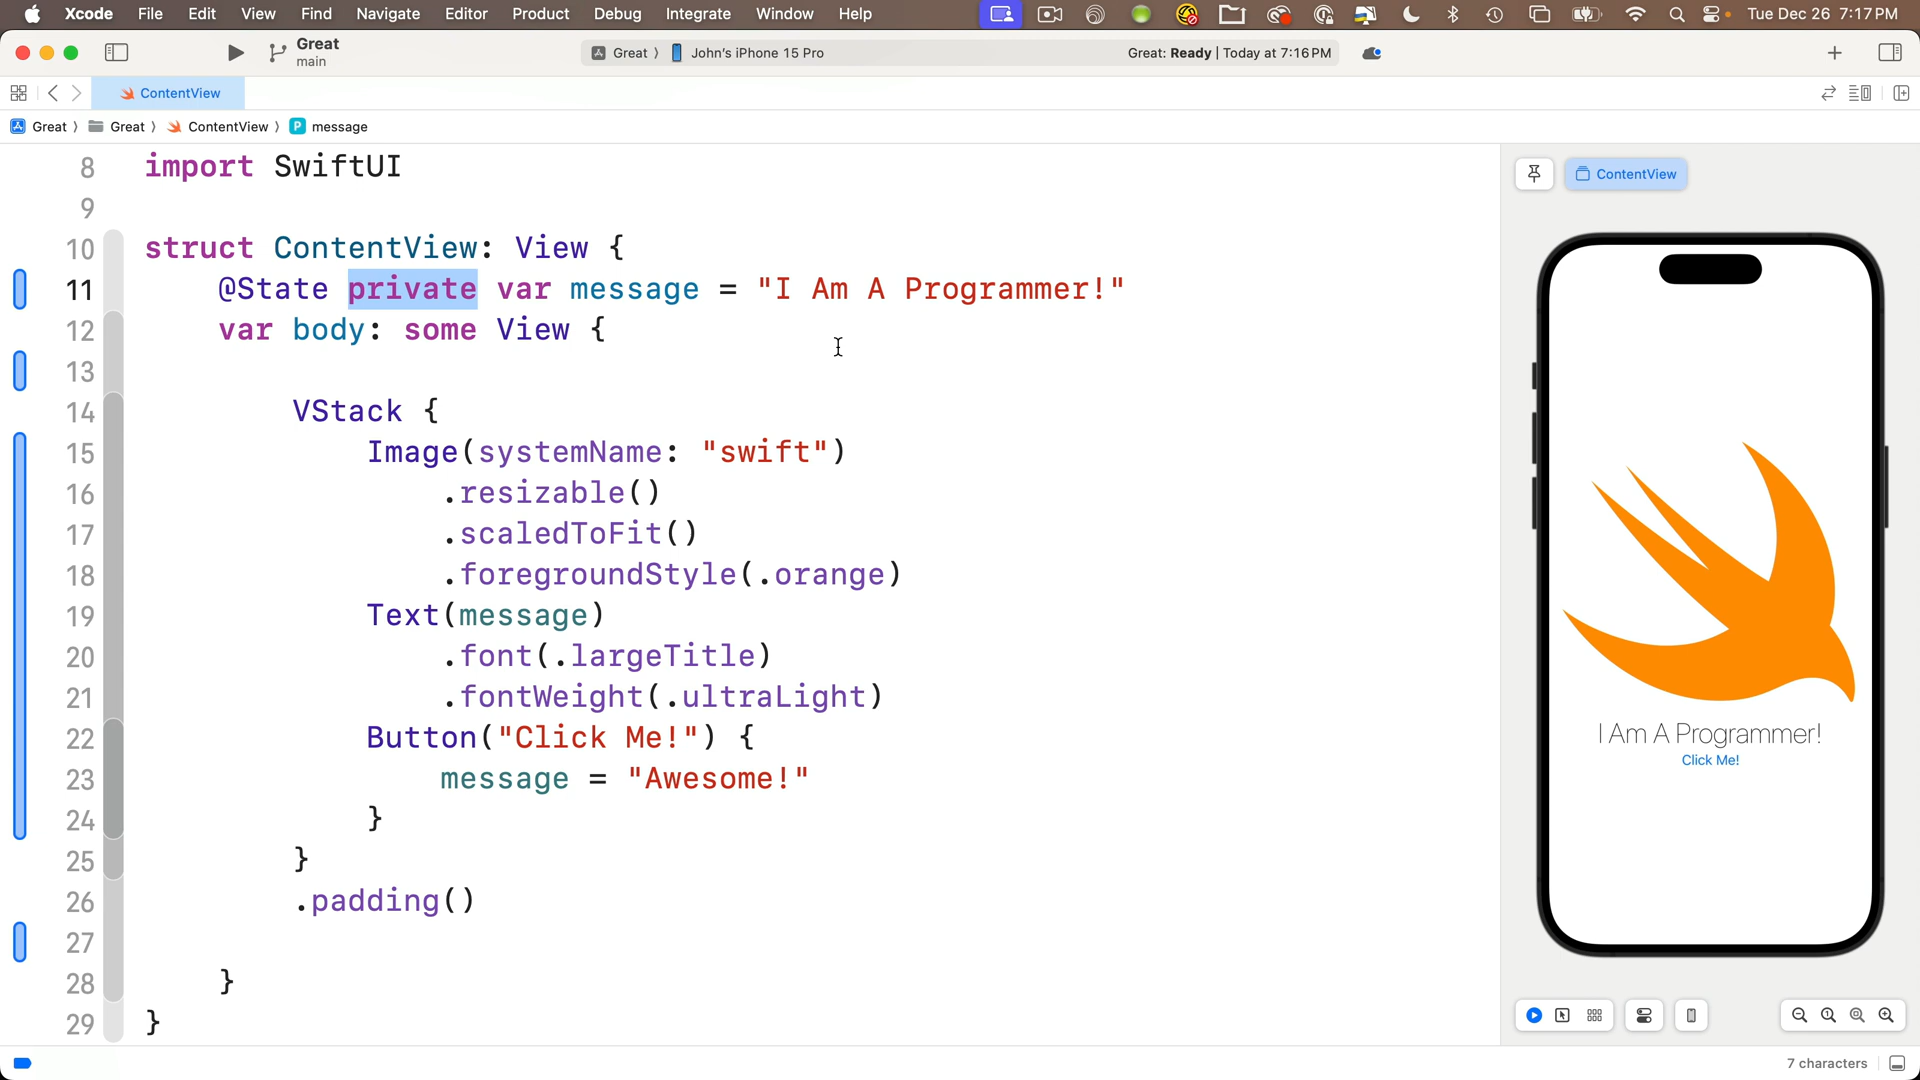 Xcode File Edit View Find Navigate Editor Product Debug Integrate Window Help Tue Dec 26 7:17 PM
Great
main
Great ⟩ John's iPhone 15 Pro
Great: Ready | Today at 7:16 PM
ContentView
Great ⟩ Great ⟩ ContentView ⟩ P message
8 import SwiftUI
9
10 struct ContentView: View {
11 @State private var message = "I Am A Programmer!"
12 var body: some View {
13
14 VStack {
15 Image(systemName: "swift")
16 .resizable()
17 .scaledToFit()
18 .foregroundStyle(.orange)
19 Text(message)
20 .font(.largeTitle)
21 .fontWeight(.ultraLight)
22 Button("Click Me!") {
23 message = "Awesome!"
24 }
25 }
26 .padding()
27
28 }
29 }
ContentView
I Am A Programmer!
Click Me!
7 characters